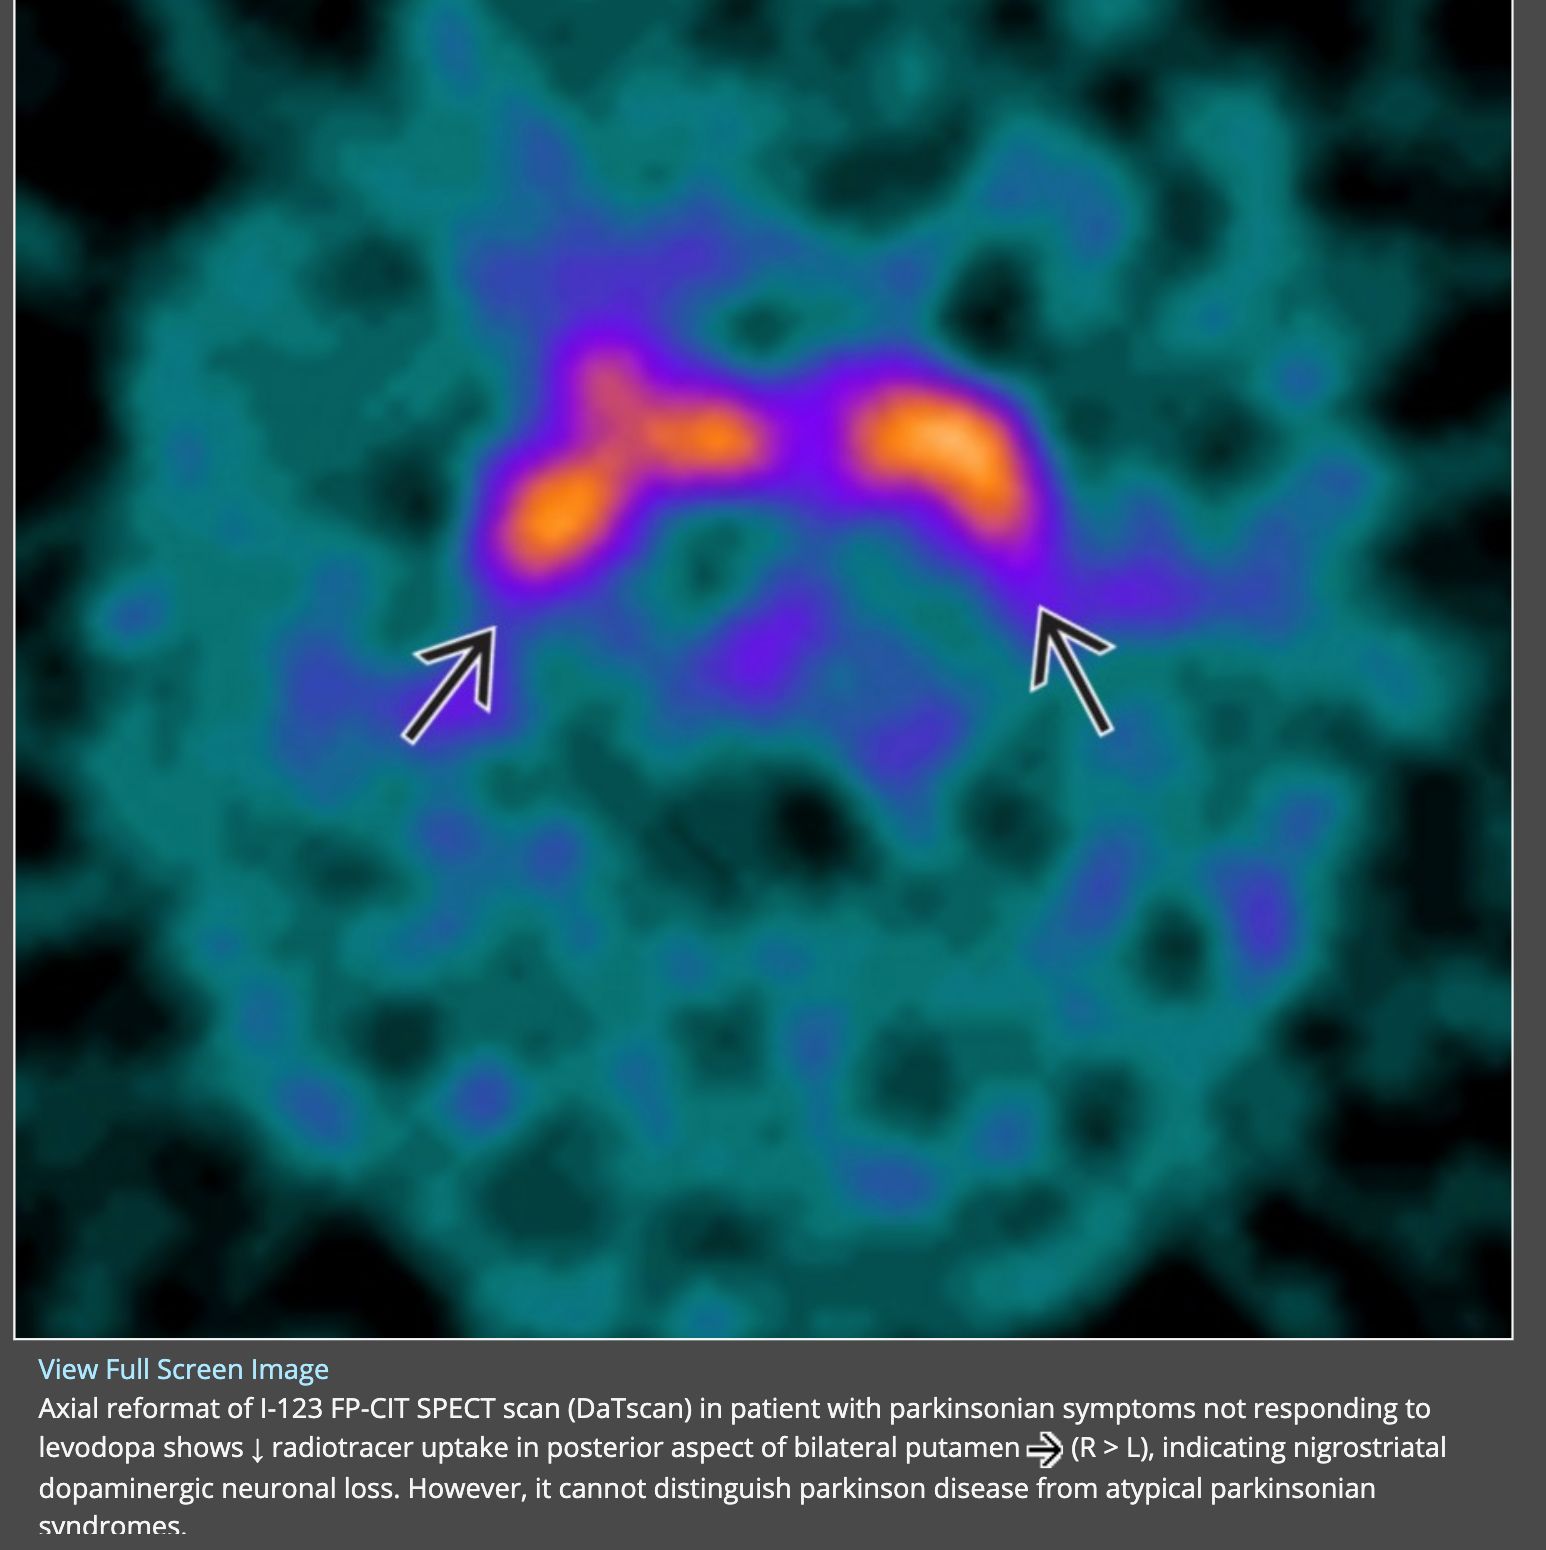 View Full Screen Image
Axial reformat of I-123 FP-CIT SPECT scan (DaTscan) in patient with parkinsonian symptoms not responding to
levodopa shows ↓ radiotracer uptake in posterior aspect of bilateral putamen (R > L), indicating nigrostriatal
dopaminergic neuronal loss. However, it cannot distinguish parkinson disease from atypical parkinsonian
syndromes.